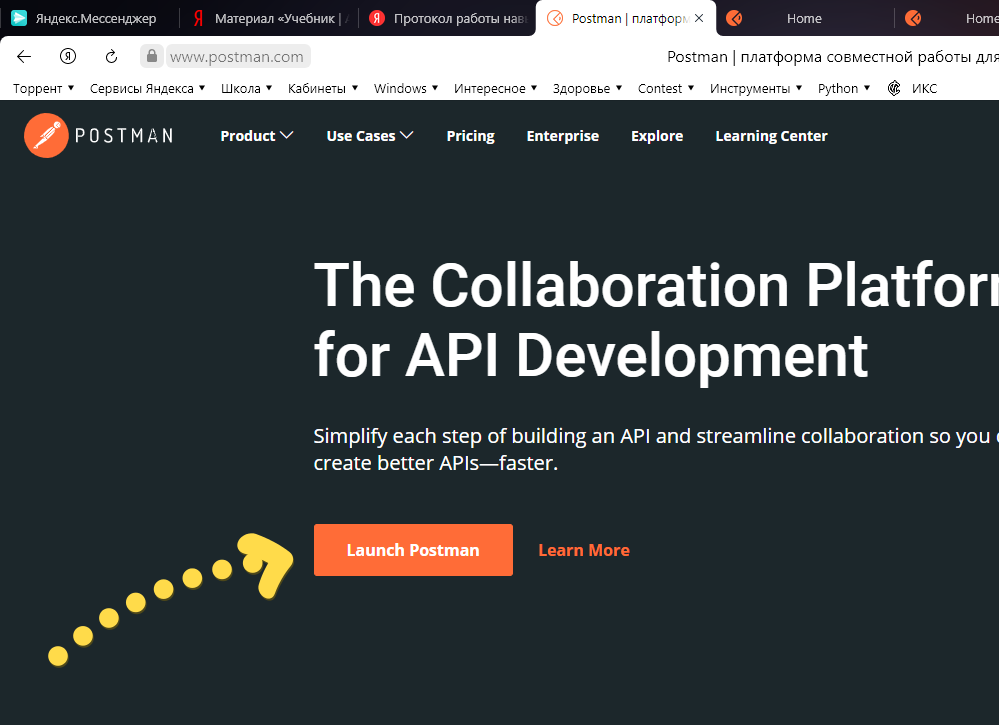 Яндекс.Мессенджер
Материал «Учебник |
Протокол работы нав
Postman | платформ
Home
Home
www.postman.com
Postman | платформа совместной работы для
Торрент
Сервисы Яндекса
Школа
Кабинеты
Windows
Интересное
Здоровье
Contest
Инструменты
Python
ИКС
POSTMAN
Product
Use Cases
Pricing
Enterprise
Explore
Learning Center
The Collaboration Platfor
for API Development
Simplify each step of building an API and streamline collaboration so you
create better APIs—faster.
Launch Postman
Learn More